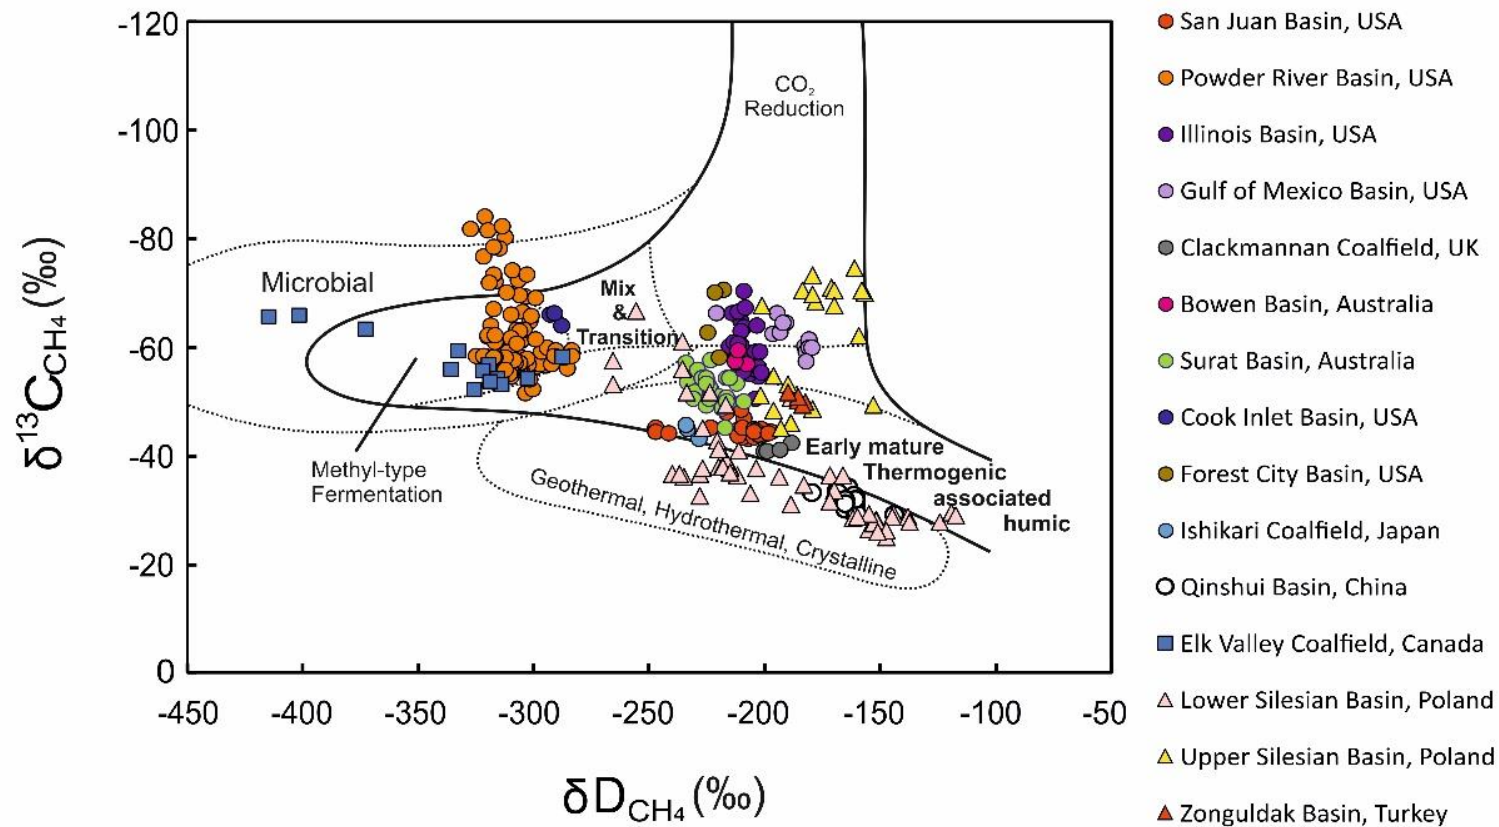 -120
-100
-80
-60
-40
-20
0
-450
-400
-350
-300
-250
-200
-150
-100
-50
δ¹³C_CH₄ (‰)
δD_CH₄ (‰)
CO₂
Reduction
Microbial
Mix
&
Transition
Methyl-type
Fermentation
Early mature
Thermogenic
associated
humic
Geothermal, Hydrothermal, Crystalline
San Juan Basin, USA
Powder River Basin, USA
Illinois Basin, USA
Gulf of Mexico Basin, USA
Clackmannan Coalfield, UK
Bowen Basin, Australia
Surat Basin, Australia
Cook Inlet Basin, USA
Forest City Basin, USA
Ishikari Coalfield, Japan
Qinshui Basin, China
Elk Valley Coalfield, Canada
Lower Silesian Basin, Poland
Upper Silesian Basin, Poland
Zonguldak Basin, Turkey